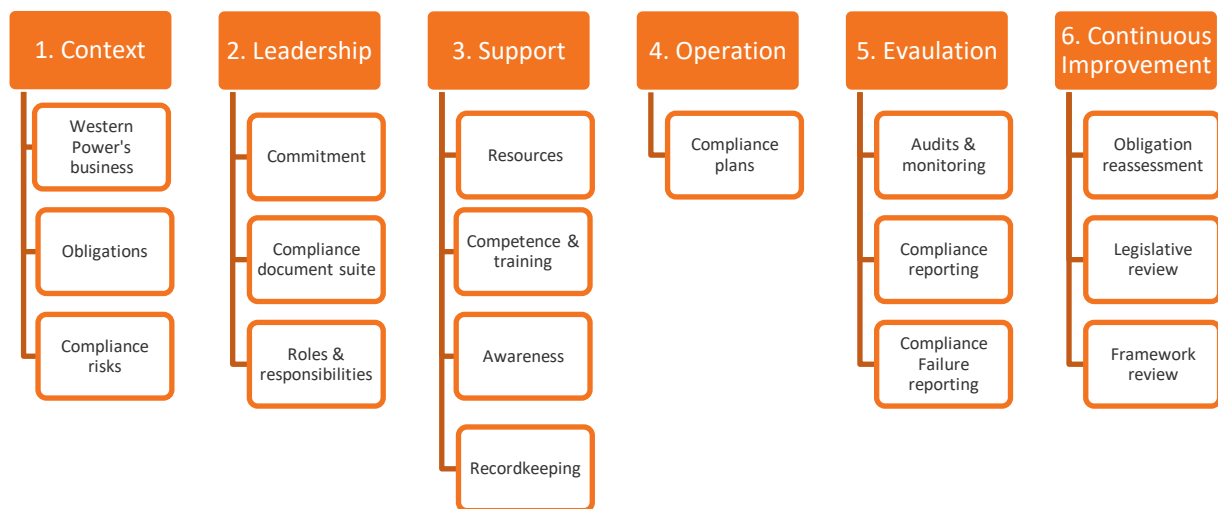 1. Context
Western
Power's
business
Obligations
Compliance
risks
2. Leadership
Commitment
Compliance
document suite
Roles &
responsibilities
3. Support
Resources
Competence &
training
Awareness
Recordkeeping
4. Operation
Compliance
plans
5. Evaulation
Audits &
monitoring
Compliance
reporting
Compliance
Failure
reporting
6. Continuous
Improvement
Obligation
reassessment
Legislative
review
Framework
review